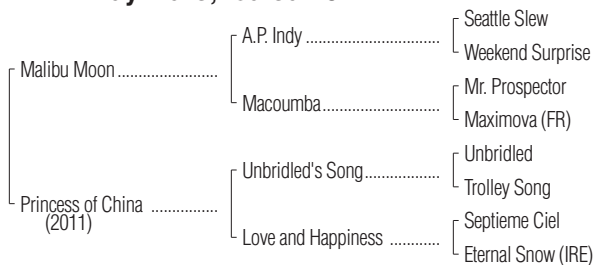 A.P. Indy
Seattle Slew
Weekend Surprise
Malibu Moon
Macoumba
Mr. Prospector
Maximova (FR)
Unbridled's Song
Unbridled
Trolley Song
Princess of China
(2011)
Love and Happiness
Septieme Ciel
Eternal Snow (IRE)